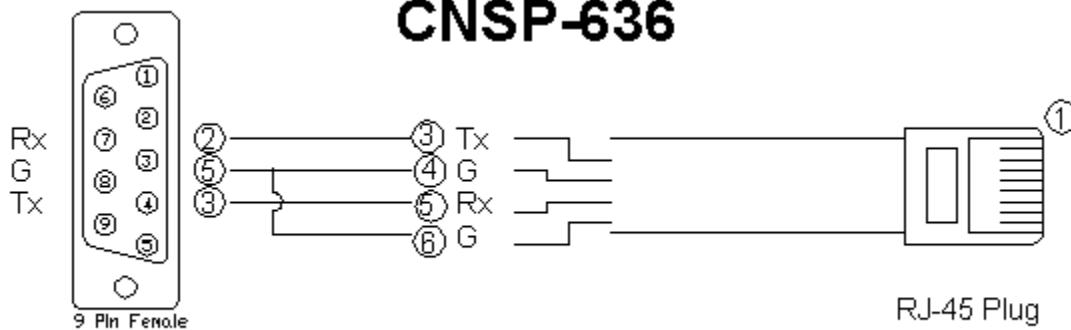 CNSP-636
①
⑥
②
⑦
③
⑧
④
⑨
⑤
Rx ② ③ Tx
G ⑤ ④ G
Tx ③ ⑤ Rx
⑥ G
①
9 Pin Female
RJ-45 Plug